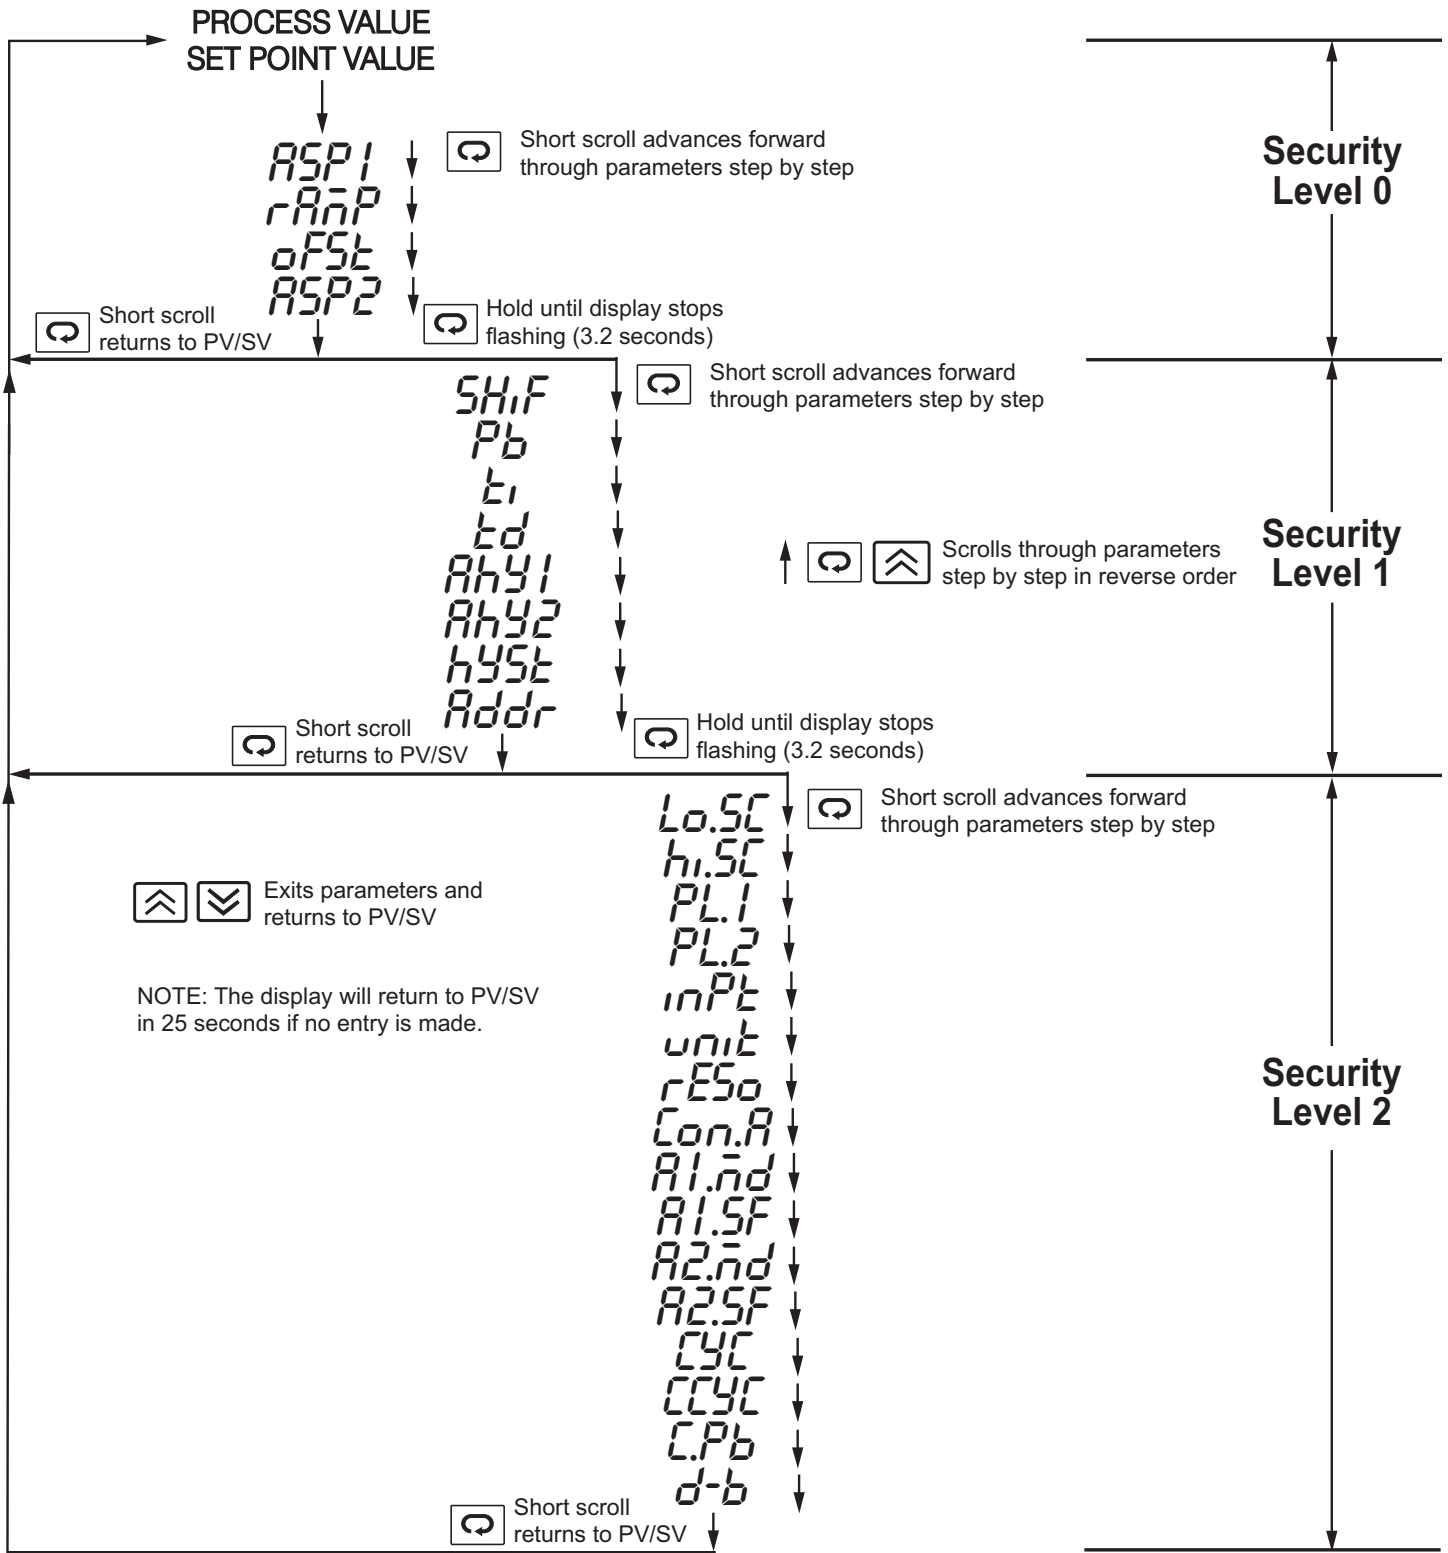 PROCESS VALUE
SET POINT VALUE
ASP1
rAmP
oFSt
ASP2
Short scroll advances forward
through parameters step by step
Security
Level 0
Short scroll
returns to PV/SV
Hold until display stops
flashing (3.2 seconds)
Short scroll advances forward
through parameters step by step
SHiF
Pb
ti
td
AhY1
AhY2
hYSt
Addr
Scrolls through parameters
step by step in reverse order
Security
Level 1
Short scroll
returns to PV/SV
Hold until display stops
flashing (3.2 seconds)
Short scroll advances forward
through parameters step by step
Lo.SC
hi.SC
PL.1
PL.2
inPt
unit
rESo
Con.A
A1.md
A1.SF
A2.md
A2.SF
CYC
CCYC
C.Pb
d-b
Exits parameters and
returns to PV/SV
NOTE: The display will return to PV/SV
in 25 seconds if no entry is made.
Security
Level 2
Short scroll
returns to PV/SV